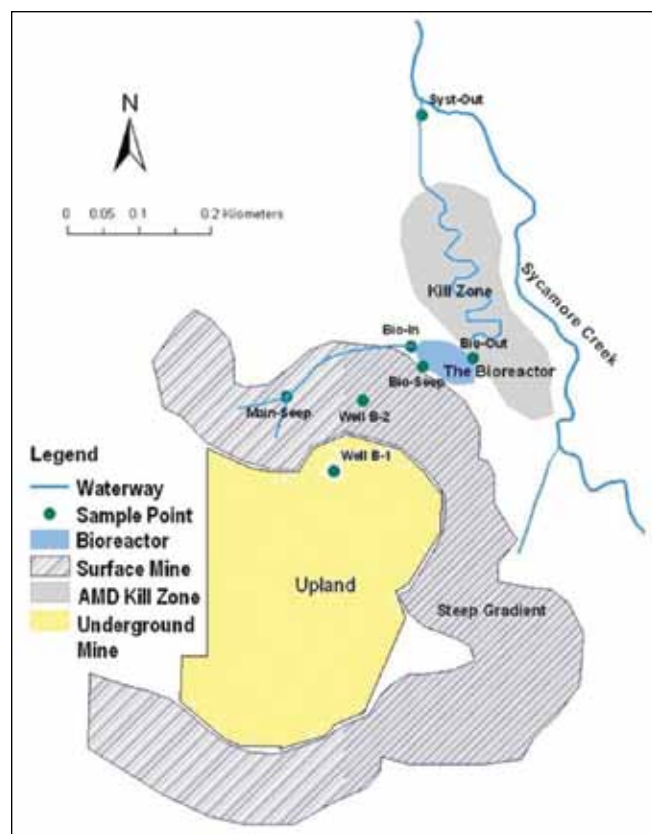 Syst-Out
N
0 0.05 0.1 0.2 Kilometers
Kill Zone
Sycamore Creek
Bio-In
Bio-Out
The Bioreactor
Bio-Seep
Main-Seep
Well B-2
Well B-1
Legend
Waterway
Sample Point
Bioreactor
Surface Mine
AMD Kill Zone
Underground
Mine
Upland
Steep Gradient